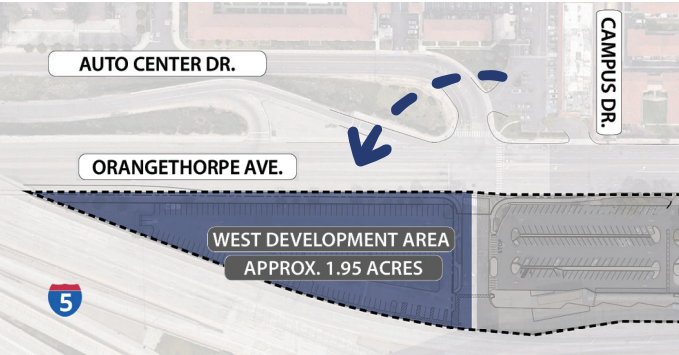 AUTO CENTER DR.
CAMPUS DR.
ORANGETHORPE AVE.
WEST DEVELOPMENT AREA
APPROX. 1.95 ACRES
5